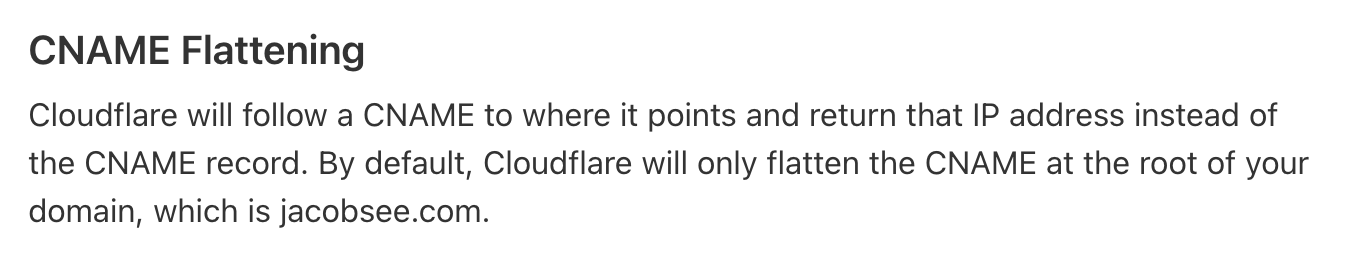 CNAME Flattening
Cloudflare will follow a CNAME to where it points and return that IP address instead of
the CNAME record. By default, Cloudflare will only flatten the CNAME at the root of your
domain, which is jacobsee.com.